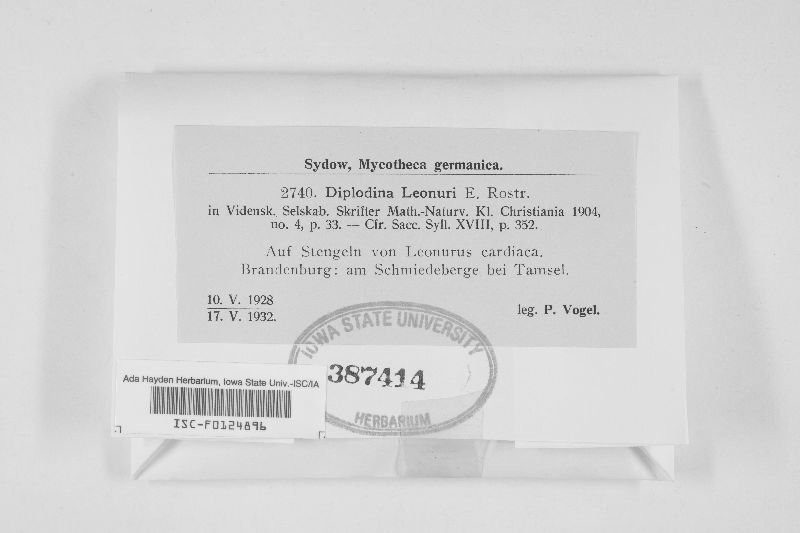 Sydow, Mycotheca germanica.
2740. Diplodina Leonuri E. Rostr.
in Vidensk. Selskab. Skrifter Math.-Naturv. Kl. Christiania 1904,
no. 4, p. 33. — Cfr. Sacc. Syll. XVIII, p. 352.
Auf Stengeln von Leonurus cardiaca.
Brandenburg: am Schmiedeberge bei Tamsel.
10. V. 1928
17. V. 1932.
leg. P. Vogel.
IOWA STATE UNIVERSITY
387414
HERBARIUM
Ada Hayden Herbarium, Iowa State Univ.-ISC/IA
ISC-F0124896